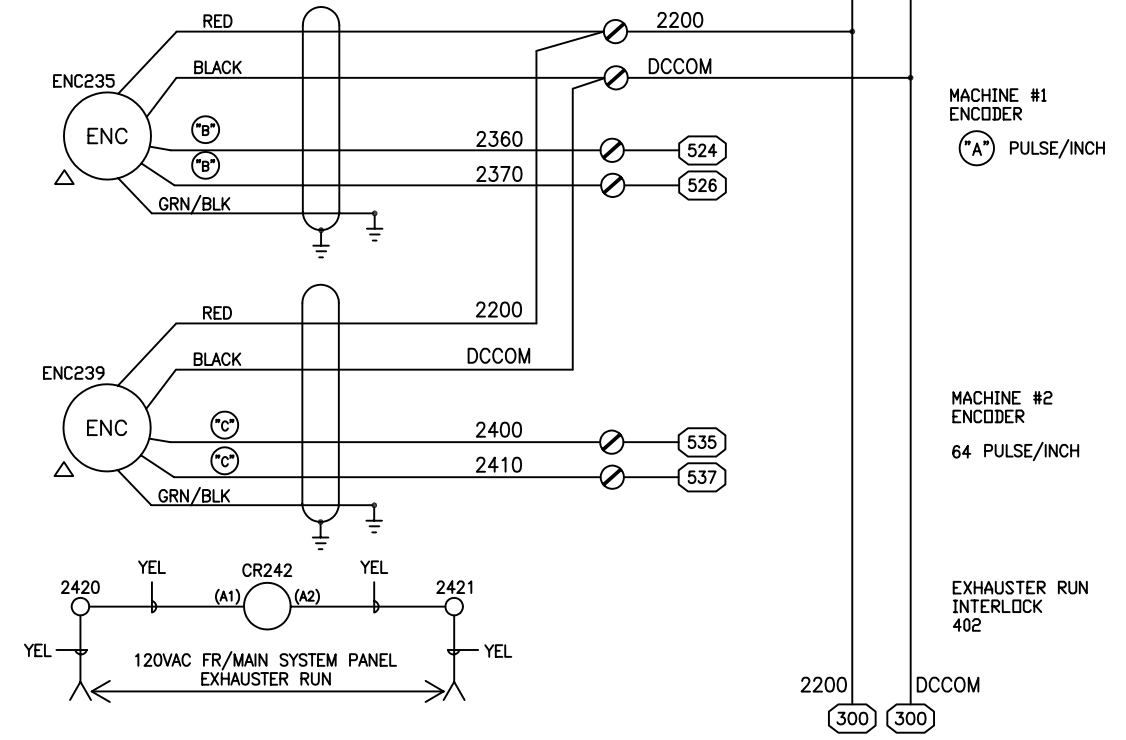 RED
2200
BLACK
DCCOM
ENC235
ENC
"B"
2360
524
"B"
2370
526
GRN/BLK
MACHINE #1
ENCODER
"A" PULSE/INCH
RED
2200
BLACK
DCCOM
ENC239
ENC
"C"
2400
535
"C"
2410
537
GRN/BLK
MACHINE #2
ENCODER
64 PULSE/INCH
YEL
CR242
YEL
2420
(A1)
(A2)
2421
YEL
YEL
120VAC FR/MAIN SYSTEM PANEL
EXHAUSTER RUN
EXHAUSTER RUN
INTERLOCK
402
2200
DCCOM
300
300